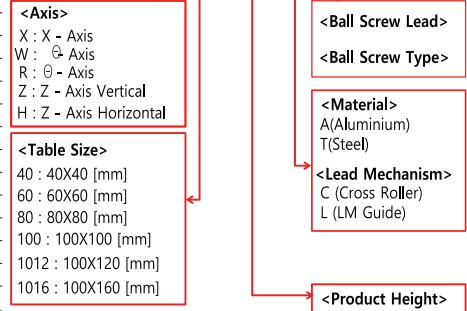 <Axis>
X : X - Axis
W : Θ- Axis
R : Θ - Axis
Z : Z - Axis Vertical
H : Z - Axis Horizontal
<Table Size>
40 : 40X40 [mm]
60 : 60X60 [mm]
80 : 80X80 [mm]
100 : 100X100 [mm]
1012 : 100X120 [mm]
1016 : 100X160 [mm]
<Ball Screw Lead>
<Ball Screw Type>
<Material>
A(Aluminium)
T(Steel)
<Lead Mechanism>
C (Cross Roller)
L (LM Guide)
<Product Height>